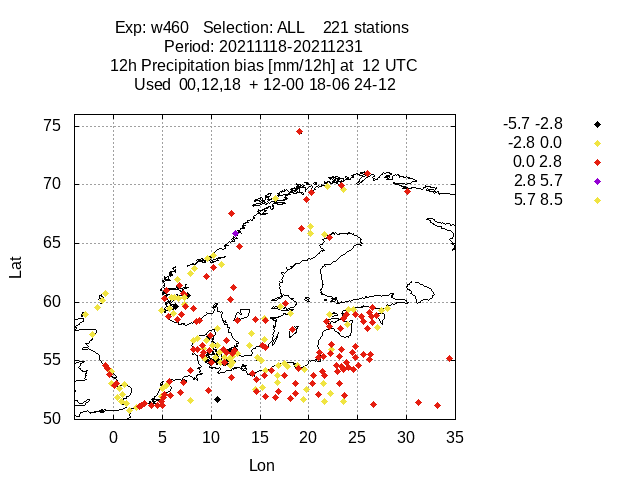 Exp: w460 Selection: ALL 221 stations
Period: 20211118-20211231
12h Precipitation bias [mm/12h] at 12 UTC
Used 00,12,18 + 12-00 18-06 24-12
-5.7 -2.8
-2.8 0.0
0.0 2.8
2.8 5.7
5.7 8.5
Lat
75
70
65
60
55
50
0 5 10 15 20 25 30 35
Lon